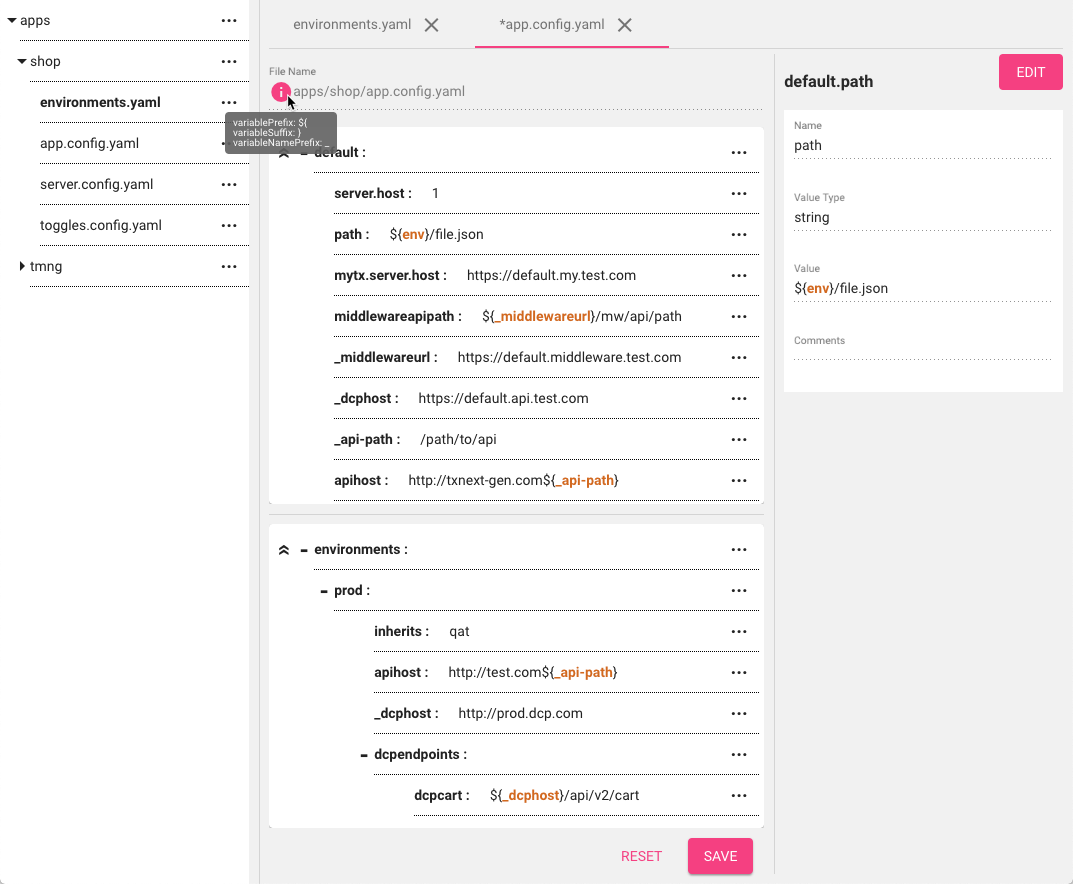 apps
shop
environments.yaml
app.config.yaml
server.config.yaml
toggles.config.yaml
tmng
environments.yaml
*app.config.yaml
File Name
i apps/shop/app.config.yaml
variablePrefix: ${
variableSuffix: }
variableNamePrefix: _
default :
server.host : 1
path : ${env}/file.json
mytx.server.host : https://default.my.test.com
middlewareapipath : ${_middlewareurl}/mw/api/path
_middlewareurl : https://default.middleware.test.com
_dcphost : https://default.api.test.com
_api-path : /path/to/api
apihost : http://txnext-gen.com${_api-path}
environments :
prod :
inherits : qat
apihost : http://test.com${_api-path}
_dcphost : http://prod.dcp.com
dcpendpoints :
dcpcart : ${_dcphost}/api/v2/cart
RESET
SAVE
default.path
EDIT
Name
path
Value Type
string
Value
${env}/file.json
Comments